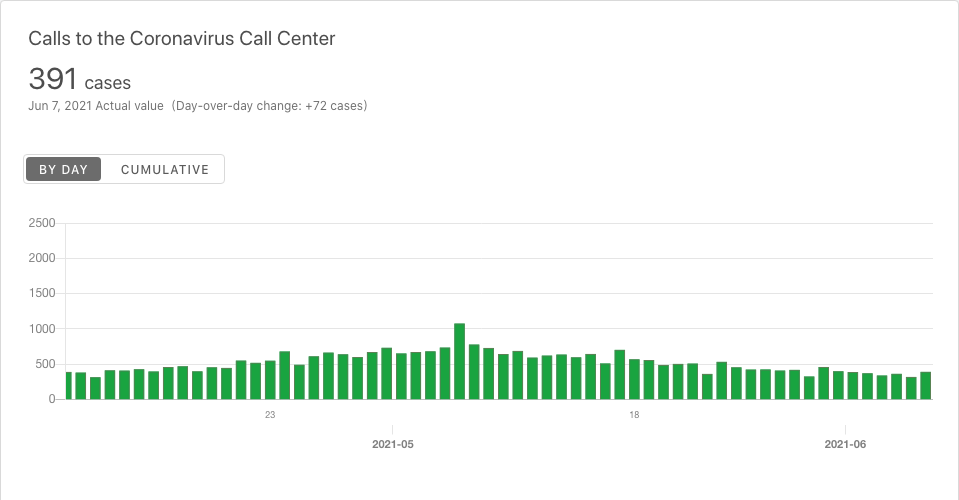 Calls to the Coronavirus Call Center
391 cases
Jun 7, 2021 Actual value (Day-over-day change: +72 cases)
BY DAY CUMULATIVE
2500
2000
1500
1000
500
0
23 18
2021-05 2021-06